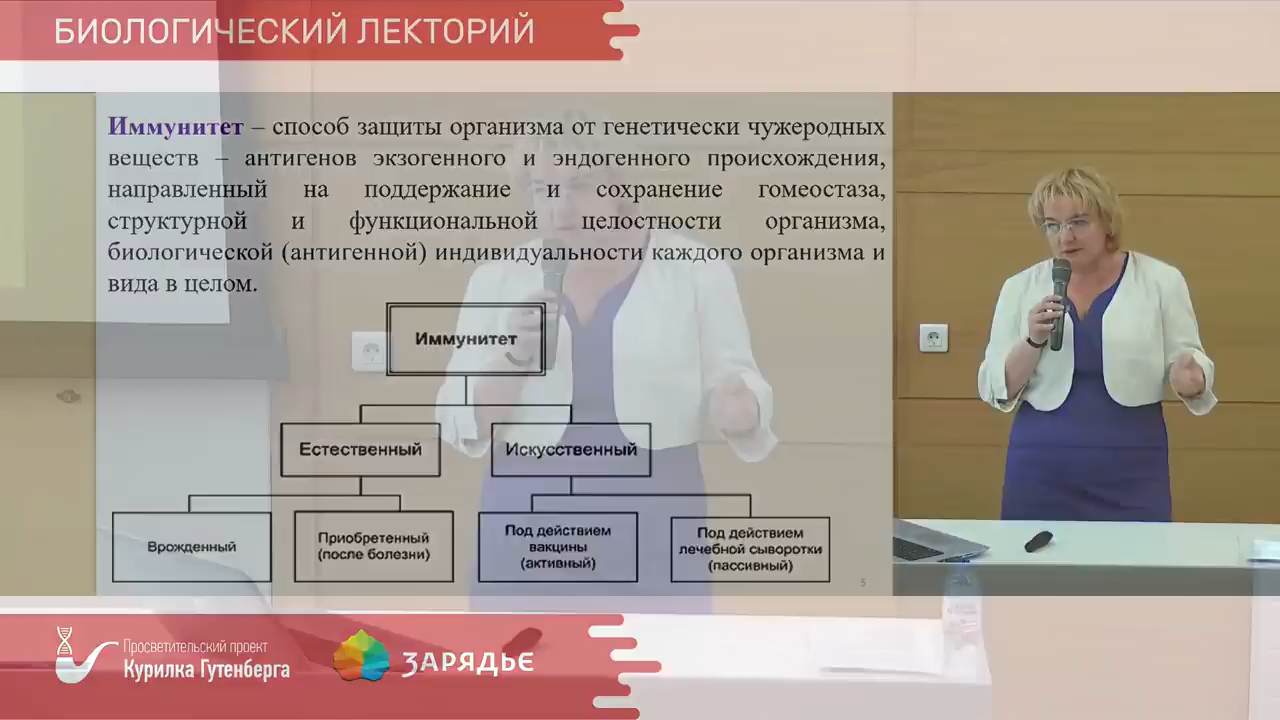 БИОЛОГИЧЕСКИЙ ЛЕКТОРИЙ
Иммунитет – способ защиты организма от генетически чужеродных
веществ – антигенов экзогенного и эндогенного происхождения,
направленный на поддержание и сохранение гомеостаза,
структурной и функциональной целостности организма,
биологической (антигенной) индивидуальности каждого организма и
вида в целом.
Иммунитет
Естественный
Искусственный
Врожденный
Приобретенный
(после болезни)
Под действием
вакцины
(активный)
Под действием
лечебной сыворотки
(пассивный)
5
Просветительский проект
Курилка Гутенберга
ЗАРЯДЬЕ